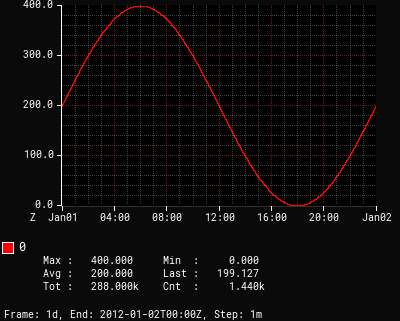 400.0
300.0
200.0
100.0
0.0
Z Jan01 04:00 08:00 12:00 16:00 20:00 Jan02
0
Max : 400.000 Min : 0.000
Avg : 200.000 Last : 199.127
Tot : 288.000k Cnt : 1.440k
Frame: 1d, End: 2012-01-02T00:00Z, Step: 1m